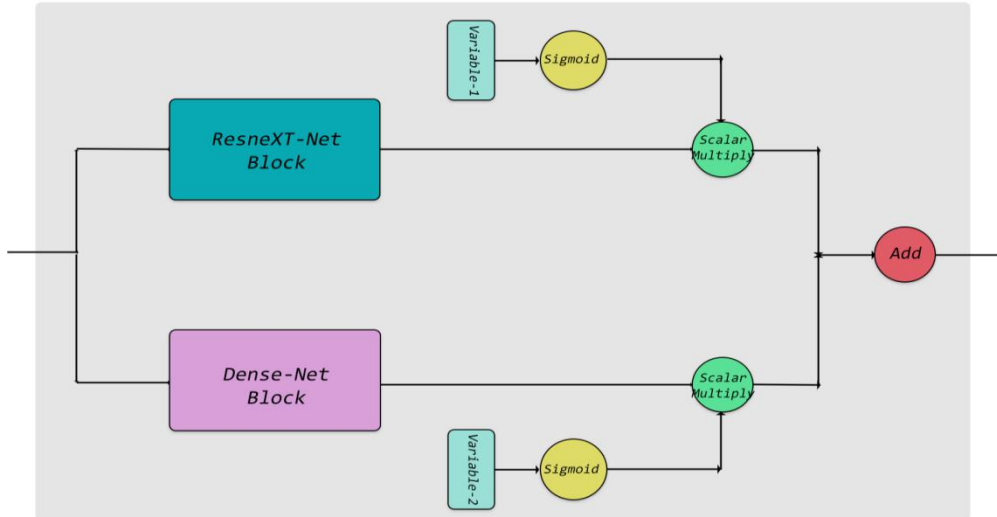 Variable-1
Sigmoid
ResneXT-Net
Block
Scalar
Multiply
Add
Dense-Net
Block
Scalar
Multiply
Variable-2
Sigmoid